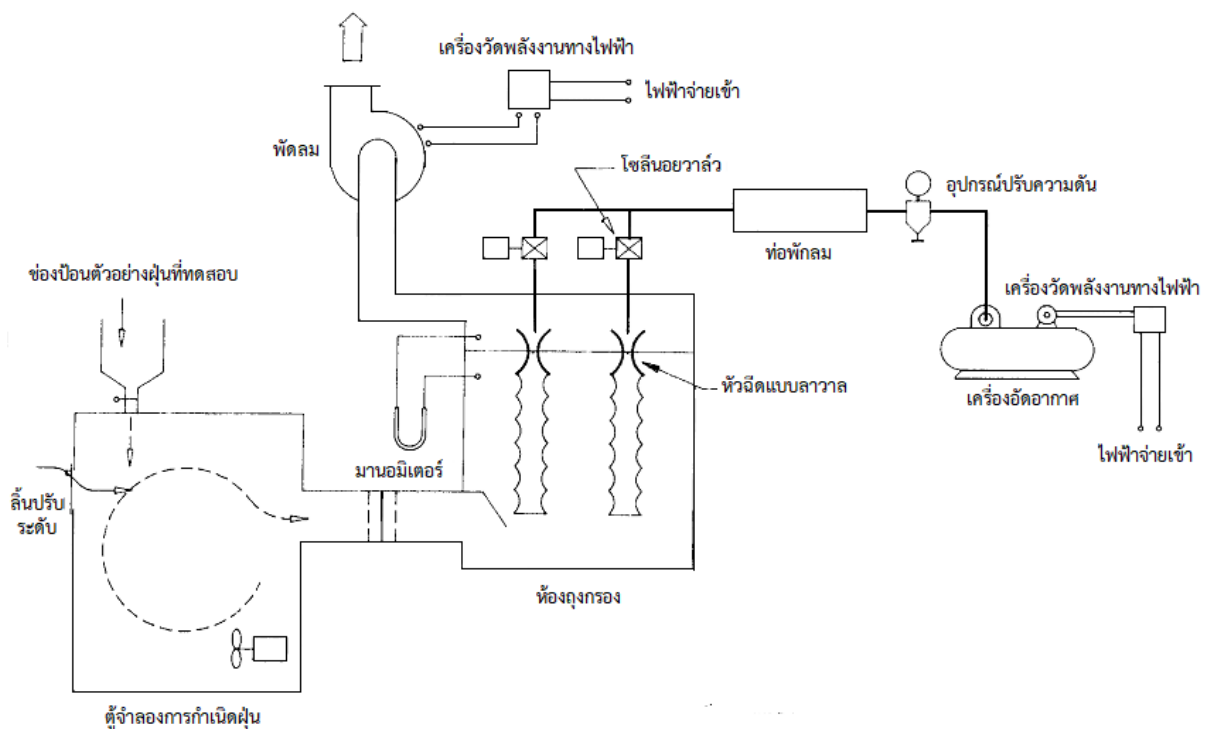 เครื่องวัดพลังงานทางไฟฟ้า
ไฟฟ้าจ่ายเข้า
พัดลม
โซลีนอยวาล์ว
อุปกรณ์ปรับความดัน
ท่อพักลม
ช่องป้อนตัวอย่างฝุ่นที่ทดสอบ
เครื่องวัดพลังงานทางไฟฟ้า
หัวฉีดแบบลาวาล
เครื่องอัดอากาศ
ไฟฟ้าจ่ายเข้า
มานอมิเตอร์
ลิ้นปรับ
ระดับ
ห้องถุงกรอง
ตู้จำลองการกำเนิดฝุ่น